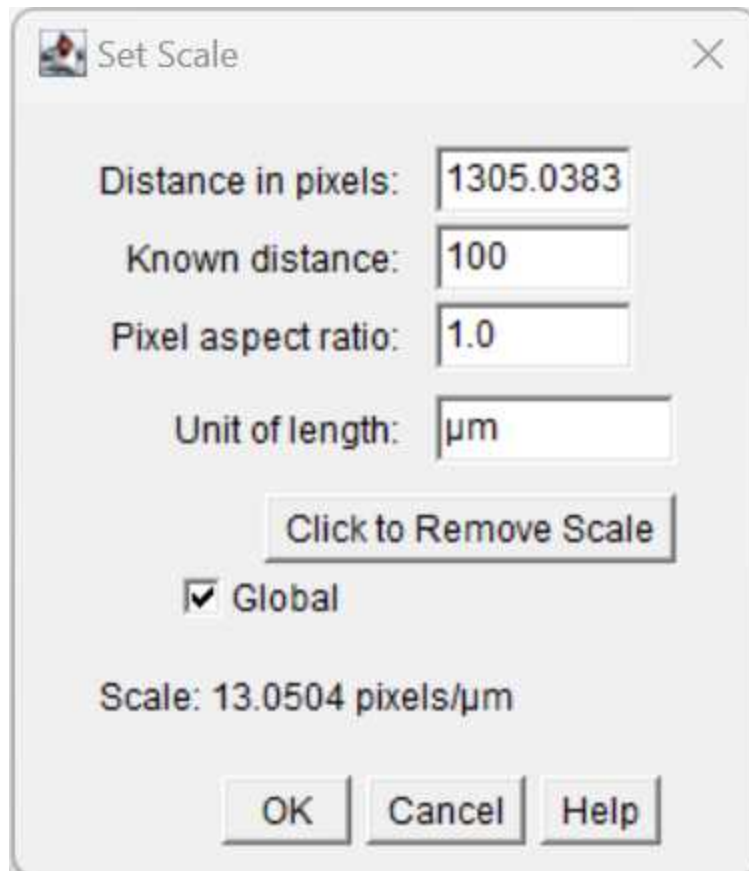 Set Scale
Distance in pixels: 1305.0383
Known distance: 100
Pixel aspect ratio: 1.0
Unit of length: µm
Click to Remove Scale
Global
Scale: 13.0504 pixels/µm
OK Cancel Help